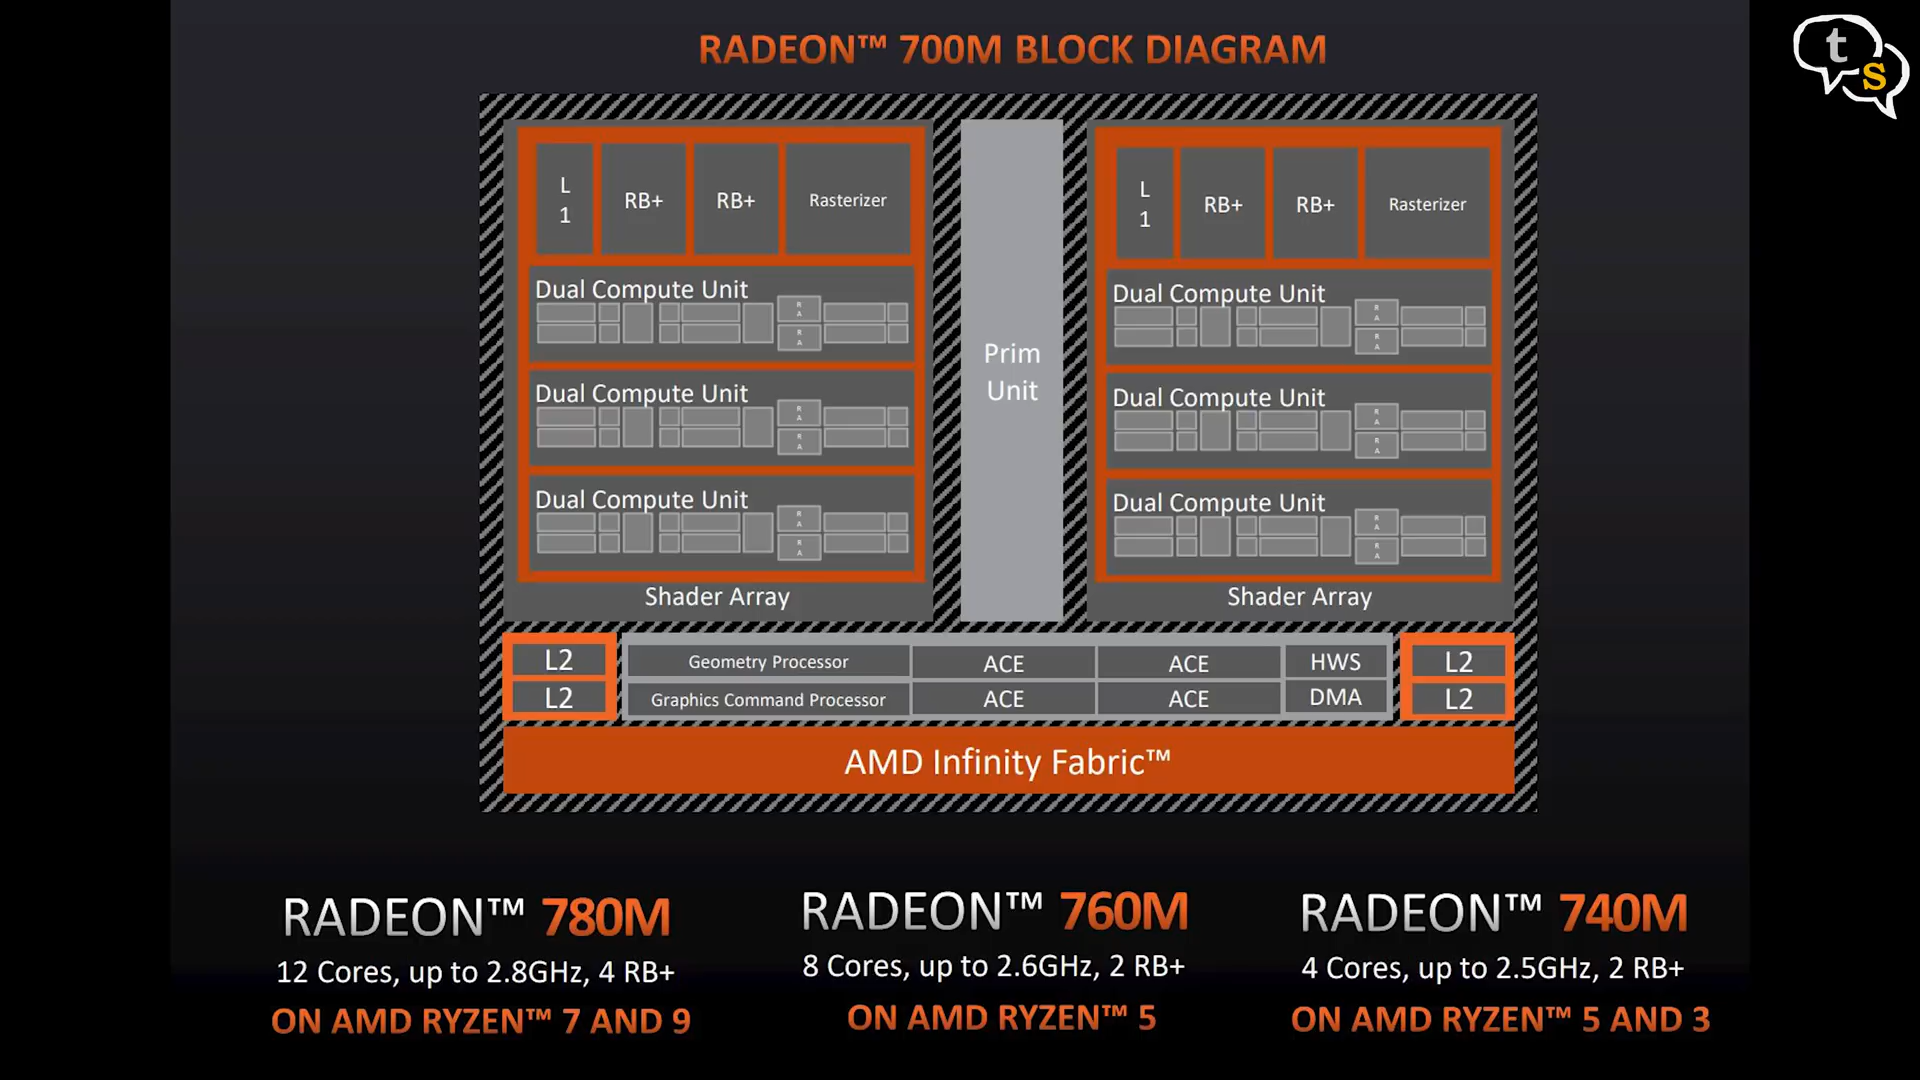 RADEON™ 700M BLOCK DIAGRAM
t
S
L
1
RB+
RB+
Rasterizer
Dual Compute Unit
R
A
R
A
Dual Compute Unit
R
A
R
A
Dual Compute Unit
R
A
R
A
Shader Array
Prim
Unit
L
1
RB+
RB+
Rasterizer
Dual Compute Unit
R
A
R
A
Dual Compute Unit
R
A
R
A
Dual Compute Unit
R
A
R
A
Shader Array
L2
L2
Geometry Processor
ACE
ACE
HWS
Graphics Command Processor
ACE
ACE
DMA
L2
L2
AMD Infinity Fabric™
RADEON™ 780M
12 Cores, up to 2.8GHz, 4 RB+
ON AMD RYZEN™ 7 AND 9
RADEON™ 760M
8 Cores, up to 2.6GHz, 2 RB+
ON AMD RYZEN™ 5
RADEON™ 740M
4 Cores, up to 2.5GHz, 2 RB+
ON AMD RYZEN™ 5 AND 3